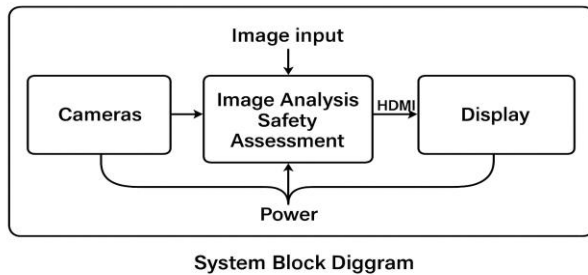 Image input
Cameras
Image Analysis
Safety
Assessment
HDMI
Display
Power
System Block Diggram